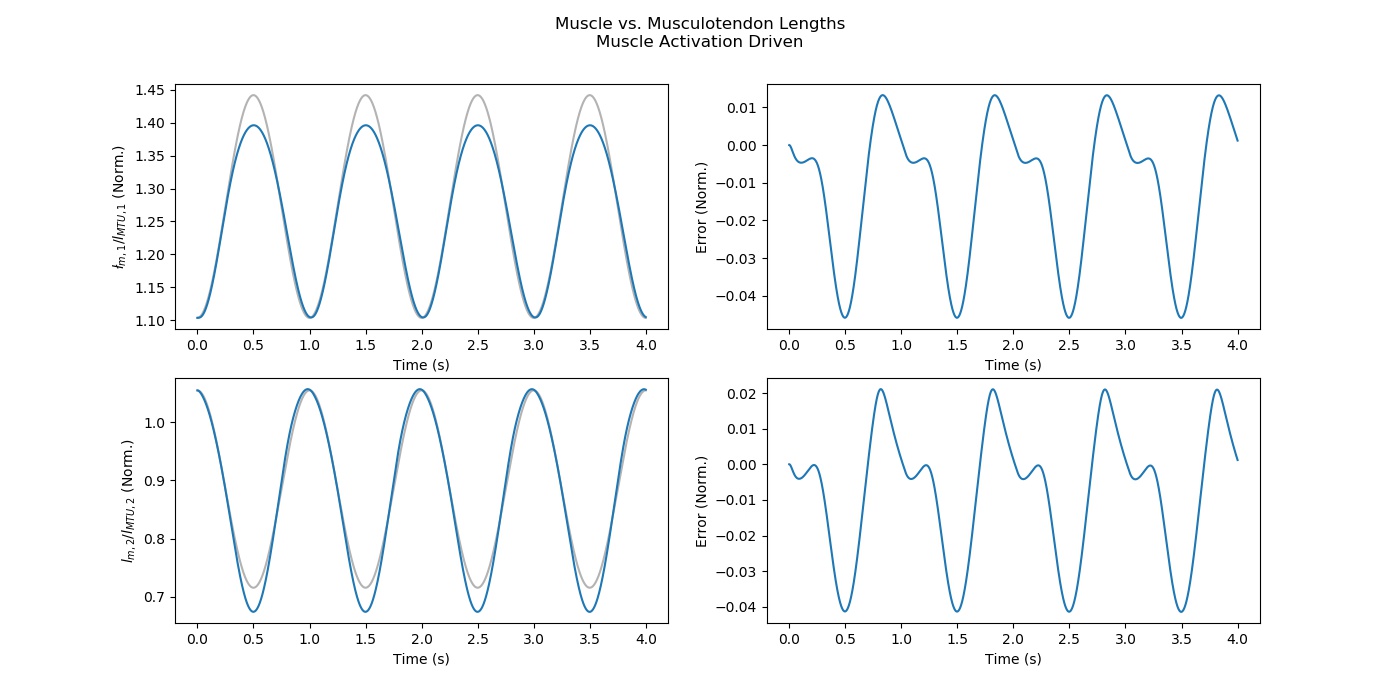 Muscle vs. Musculotendon Lengths
Muscle Activation Driven
1.45
1.40
1.35
1.30
1.25
1.20
1.15
1.10
l_{m,1}/l_{MTU,1} (Norm.)
0.0 0.5 1.0 1.5 2.0 2.5 3.0 3.5 4.0
Time (s)
0.01
0.00
−0.01
−0.02
−0.03
−0.04
Error (Norm.)
0.0 0.5 1.0 1.5 2.0 2.5 3.0 3.5 4.0
Time (s)
1.0
0.9
0.8
0.7
l_{m,2}/l_{MTU,2} (Norm.)
0.0 0.5 1.0 1.5 2.0 2.5 3.0 3.5 4.0
Time (s)
0.02
0.01
0.00
−0.01
−0.02
−0.03
−0.04
Error (Norm.)
0.0 0.5 1.0 1.5 2.0 2.5 3.0 3.5 4.0
Time (s)